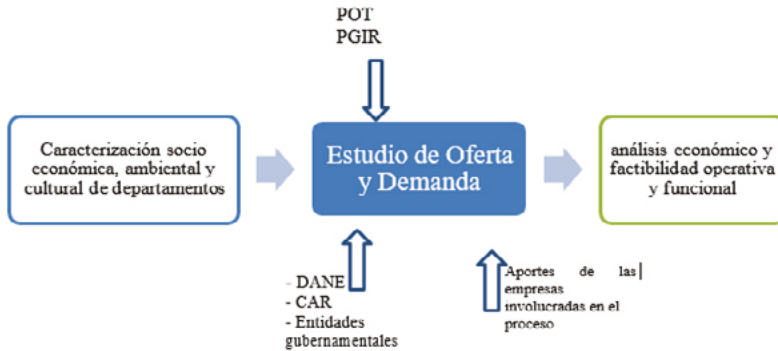 POT
PGIR
Caracterización socio
económica, ambiental y
cultural de departamentos
Estudio de Oferta
y Demanda
análisis económico y
factibilidad operativa
y funcional
- DANE
- CAR
- Entidades
gubernamentales
Aportes de las
empresas
involucradas en el
proceso